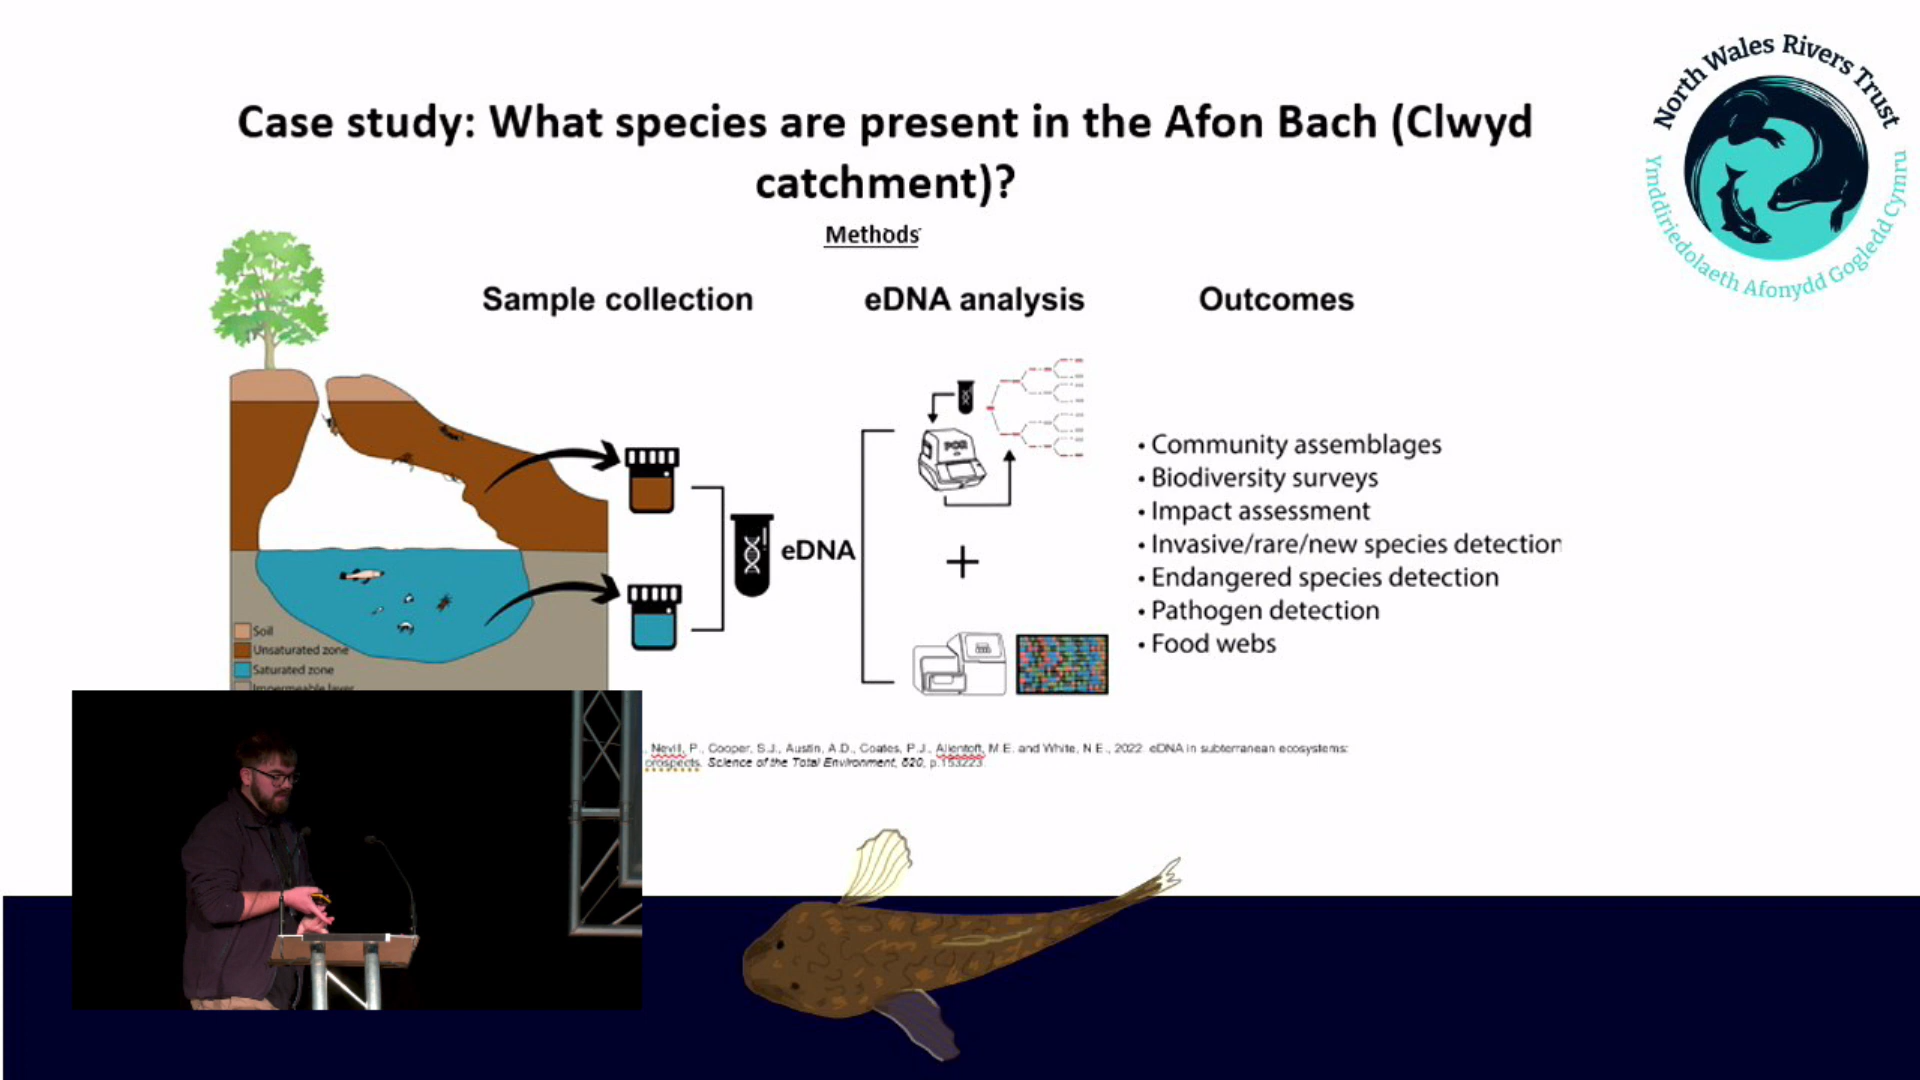 North Wales Rivers Trust
Ymddiriedolaeth Afonydd Gogledd Cymru
Case study: What species are present in the Afon Bach (Clwyd
catchment)?
Methods
Sample collection
eDNA analysis
Outcomes
PCR
eDNA
+
• Community assemblages
• Biodiversity surveys
• Impact assessment
• Invasive/rare/new species detection
• Endangered species detection
• Pathogen detection
• Food webs
Soil
Unsaturated zone
Saturated zone
Impermeable layer
, Nevill, P., Cooper, S.J., Austin, A.D., Coates, P.J., Allentoft, M.E. and White, N.E., 2022. eDNA in subterranean ecosystems:
prospects. Science of the Total Environment, 820, p.153223.